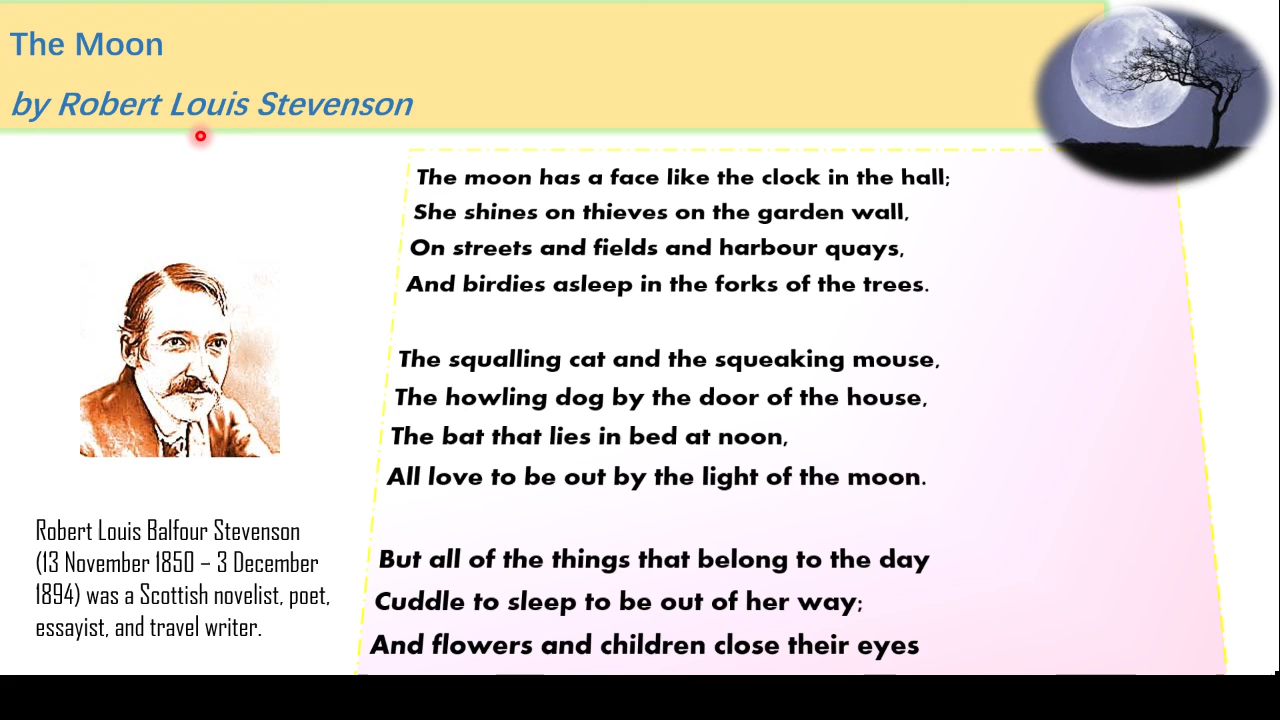 The Moon
by Robert Louis Stevenson
The moon has a face like the clock in the hall;
She shines on thieves on the garden wall,
On streets and fields and harbour quays,
And birdies asleep in the forks of the trees.
The squalling cat and the squeaking mouse,
The howling dog by the door of the house,
The bat that lies in bed at noon,
All love to be out by the light of the moon.
But all of the things that belong to the day
Cuddle to sleep to be out of her way;
And flowers and children close their eyes
Robert Louis Balfour Stevenson
(13 November 1850 – 3 December
1894) was a Scottish novelist, poet,
essayist, and travel writer.